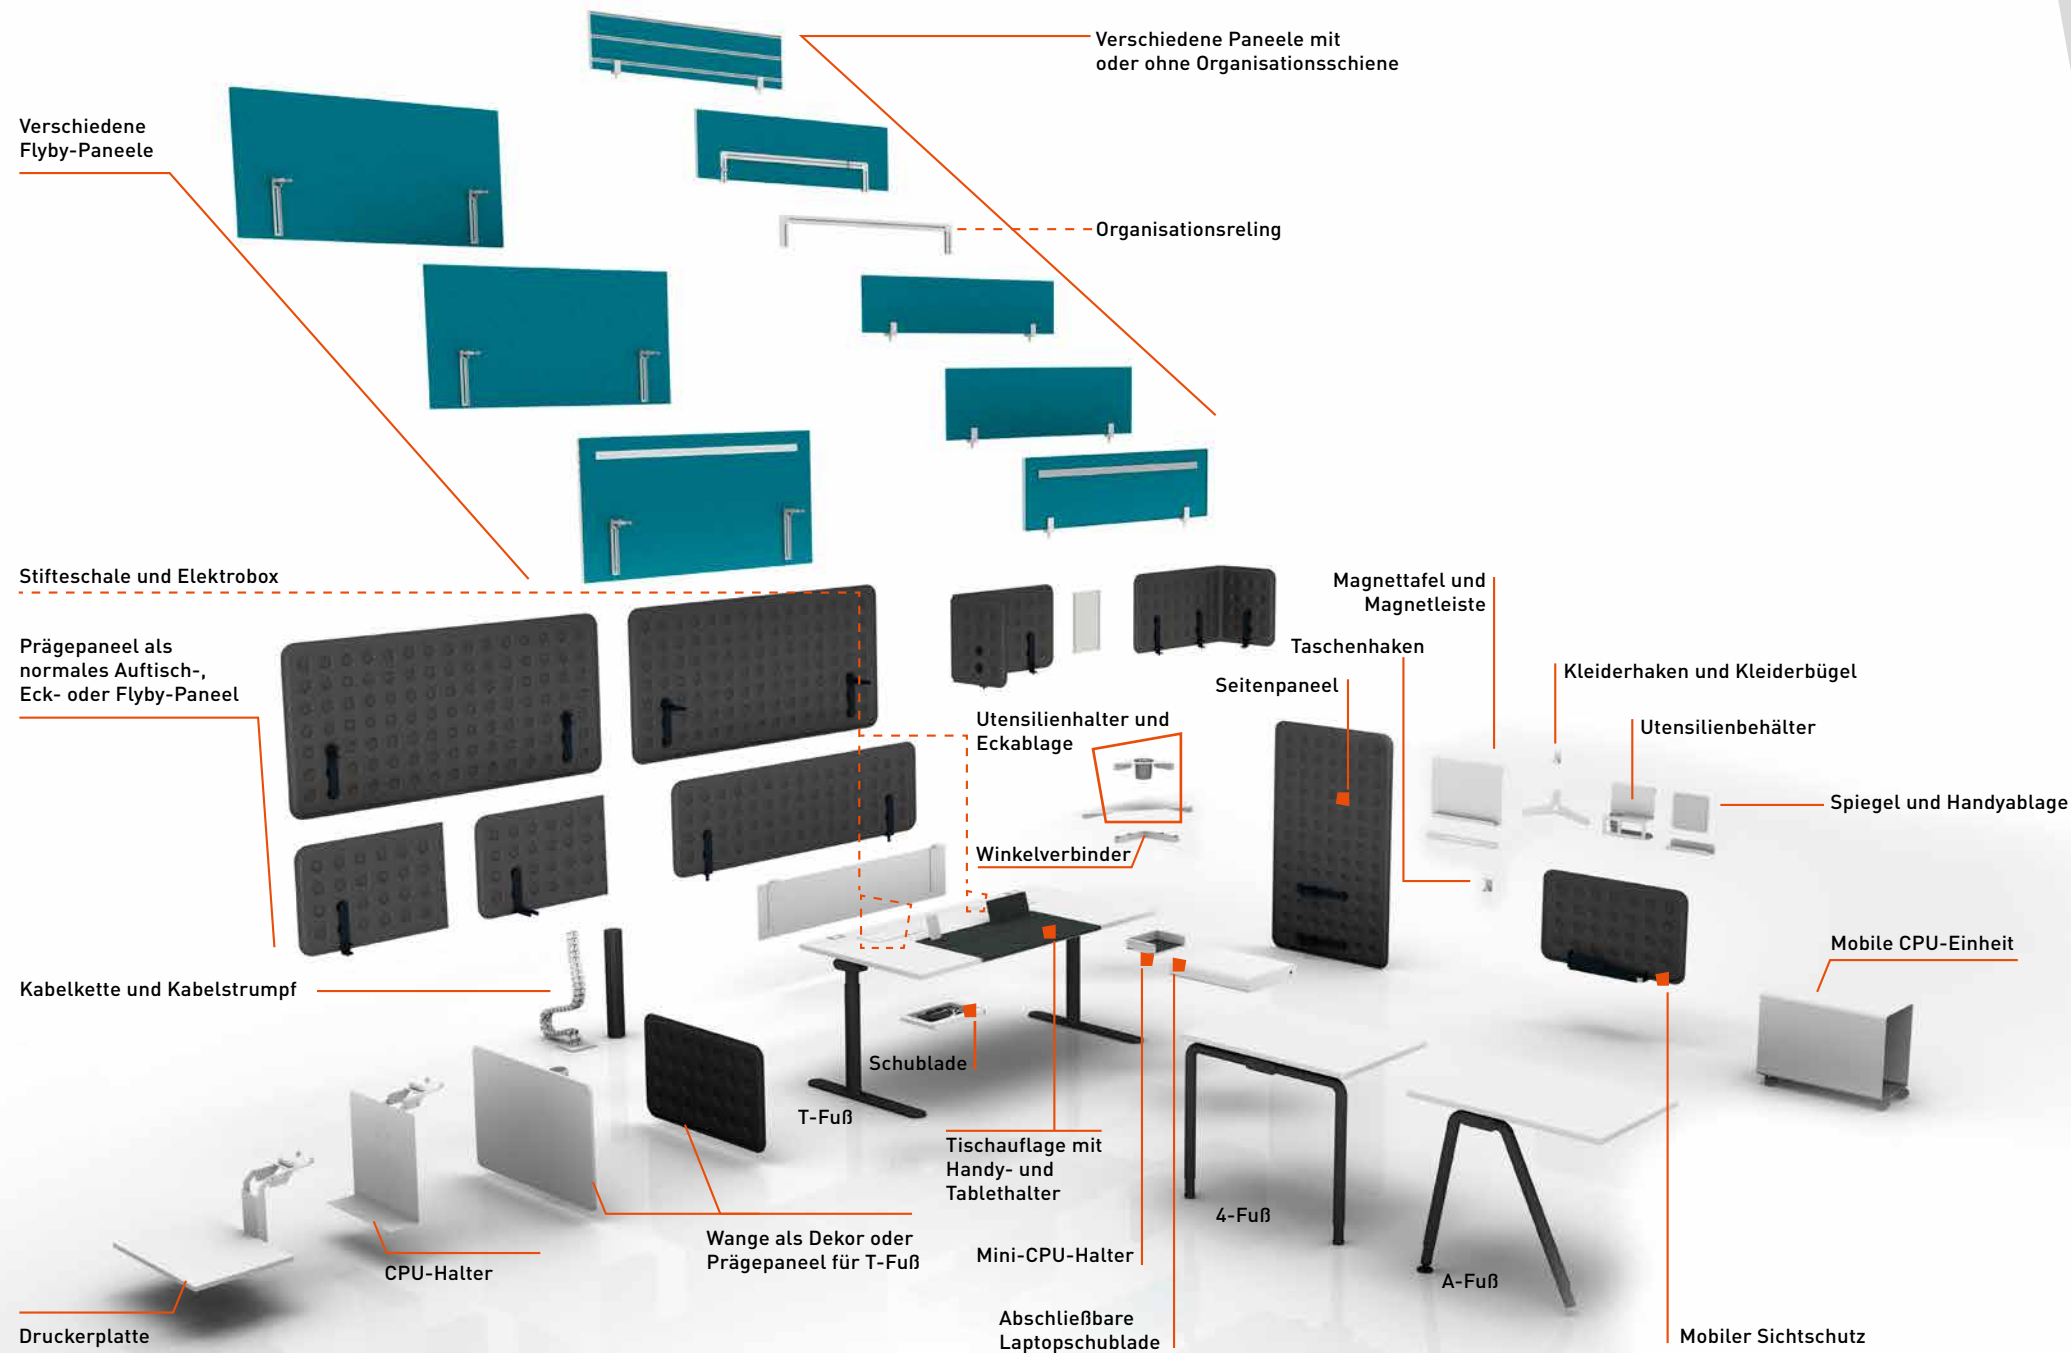 Verschiedene Paneele mit
oder ohne Organisationsschiene
Verschiedene
Flyby-Paneele
Organisationsreling
Stifteschale und Elektrobox
Magnettafel und
Magnetleiste
Prägepaneel als
normales Auftisch-,
Eck- oder Flyby-Paneel
Taschenhaken
Kleiderhaken und Kleiderbügel
Seitenpaneel
Utensilienhalter und
Eckablage
Utensilienbehälter
Spiegel und Handyablage
Winkelverbinder
Mobile CPU-Einheit
Kabelkette und Kabelstrumpf
Schublade
T-Fuß
Tischauflage mit
Handy- und
Tablethalter
4-Fuß
Wange als Dekor oder
Prägepaneel für T-Fuß
Mini-CPU-Halter
CPU-Halter
A-Fuß
Abschließbare
Laptopschublade
Druckerplatte
Mobiler Sichtschutz